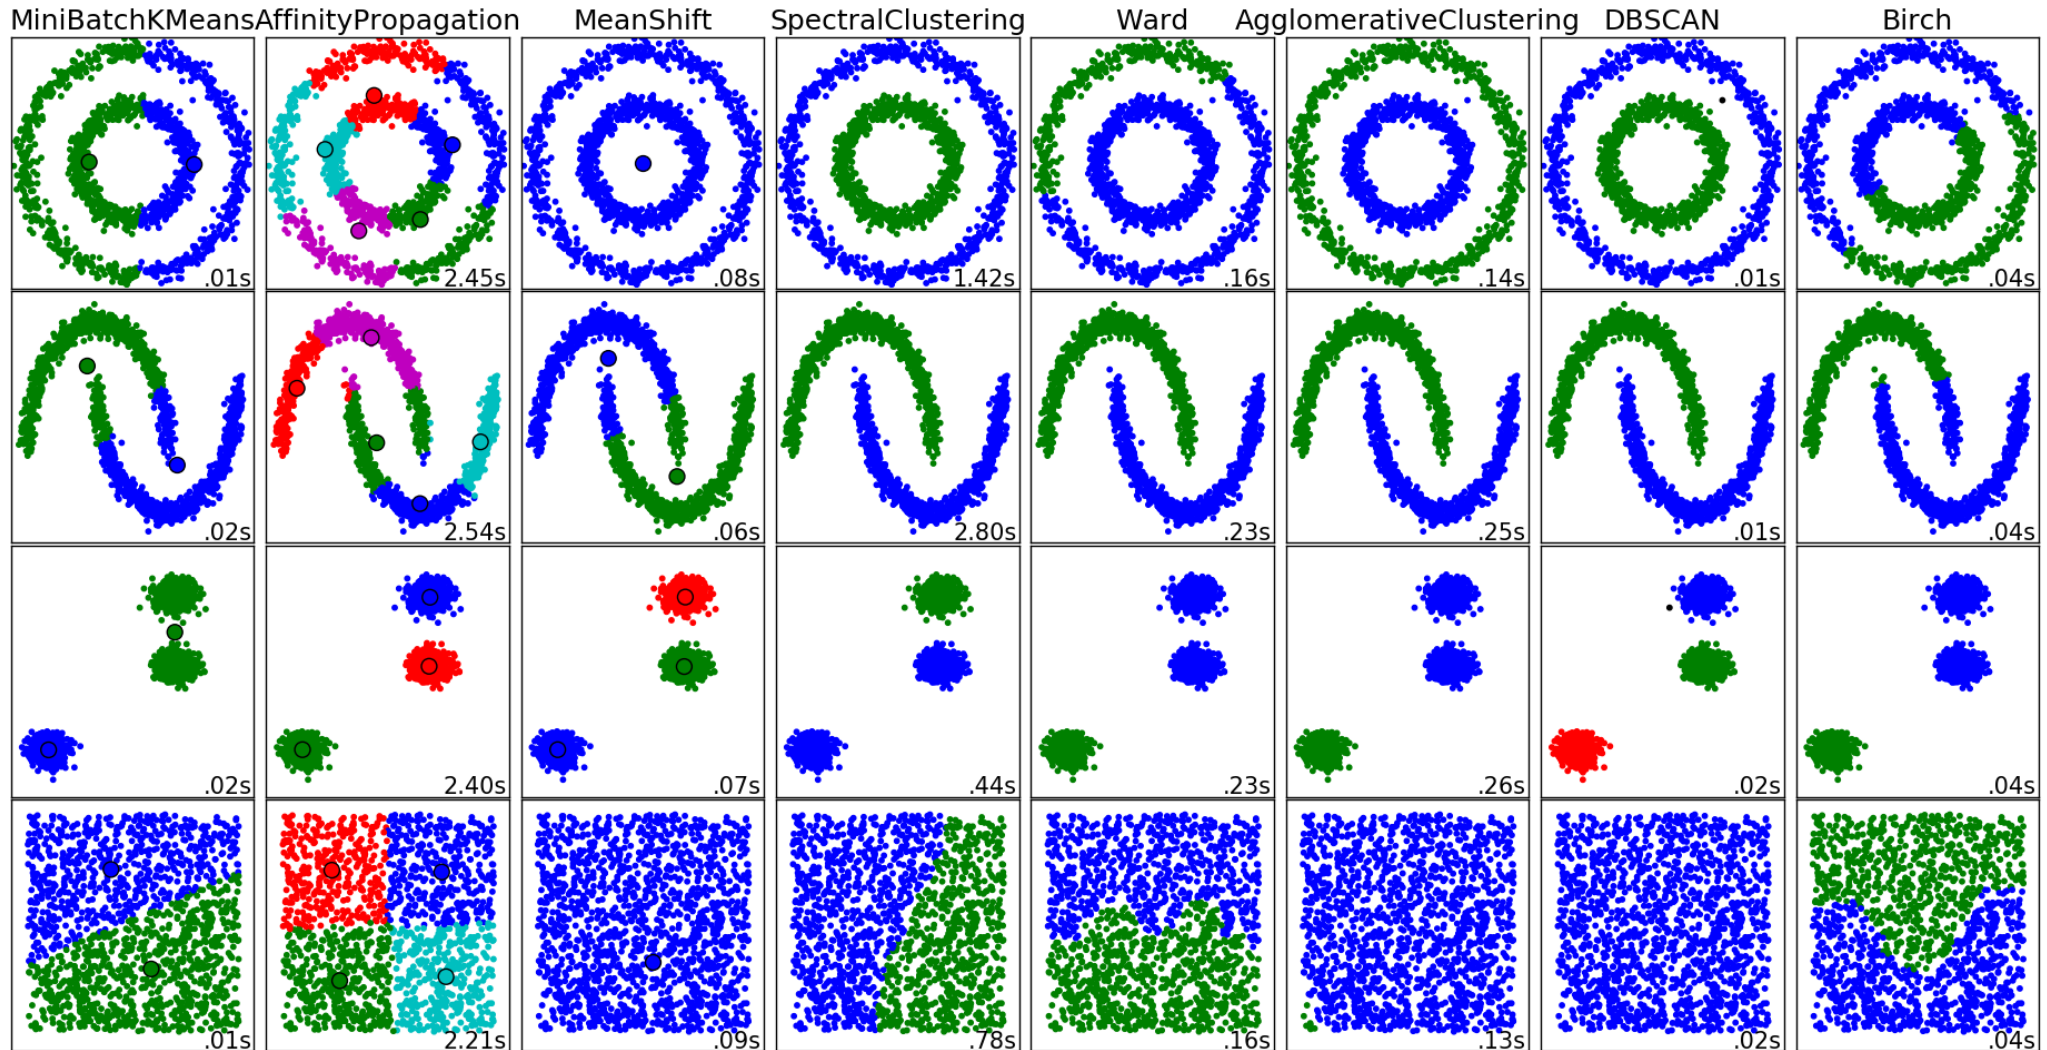 MiniBatchKMeans AffinityPropagation MeanShift SpectralClustering Ward AgglomerativeClustering DBSCAN Birch
.01s 2.45s .08s 1.42s .16s .14s .01s .04s
.02s 2.54s .06s 2.80s .23s .25s .01s .04s
.02s 2.40s .07s .44s .23s .26s .02s .04s
.01s 2.21s .09s .78s .16s .13s .02s .04s